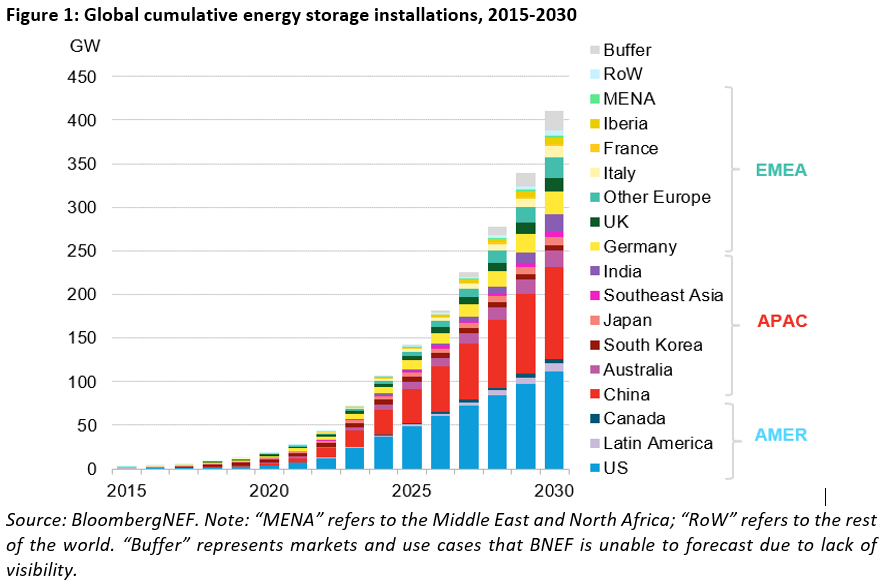 Figure 1: Global cumulative energy storage installations, 2015-2030
GW
450
400
350
300
250
200
150
100
50
0
2015
2020
2025
2030
Buffer
RoW
MENA
Iberia
France
Italy
Other Europe
UK
Germany
India
Southeast Asia
Japan
South Korea
Australia
China
Canada
Latin America
US
EMEA
APAC
AMER
Source: BloombergNEF. Note: “MENA” refers to the Middle East and North Africa; “RoW” refers to the rest
of the world. “Buffer” represents markets and use cases that BNEF is unable to forecast due to lack of
visibility.